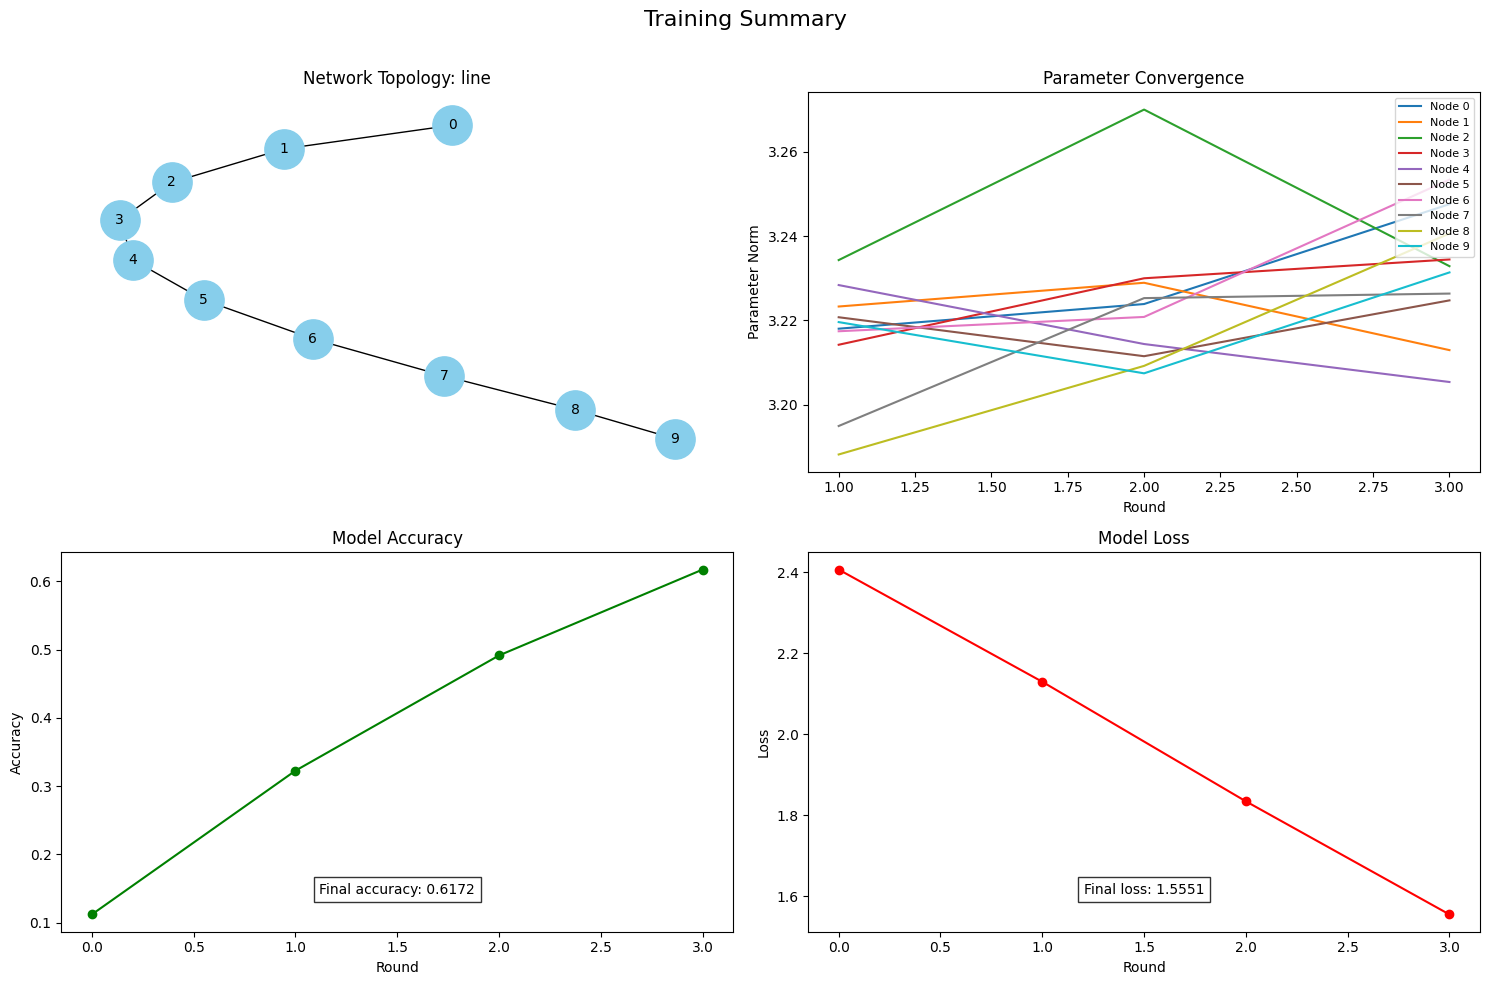 Training Summary
Network Topology: line
0
1
2
3
4
5
6
7
8
9
Parameter Convergence
Parameter Norm
3.26
3.24
3.22
3.20
Node 0
Node 1
Node 2
Node 3
Node 4
Node 5
Node 6
Node 7
Node 8
Node 9
1.00 1.25 1.50 1.75 2.00 2.25 2.50 2.75 3.00
Round
Model Accuracy
Accuracy
0.6
0.5
0.4
0.3
0.2
0.1
Final accuracy: 0.6172
0.0 0.5 1.0 1.5 2.0 2.5 3.0
Round
Model Loss
Loss
2.4
2.2
2.0
1.8
1.6
Final loss: 1.5551
0.0 0.5 1.0 1.5 2.0 2.5 3.0
Round